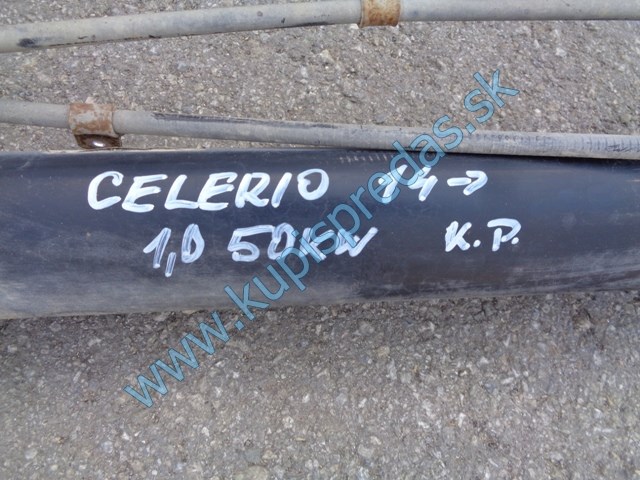 CELERIO 14->
1,0 50KW K.P.
www.kupispredas.sk